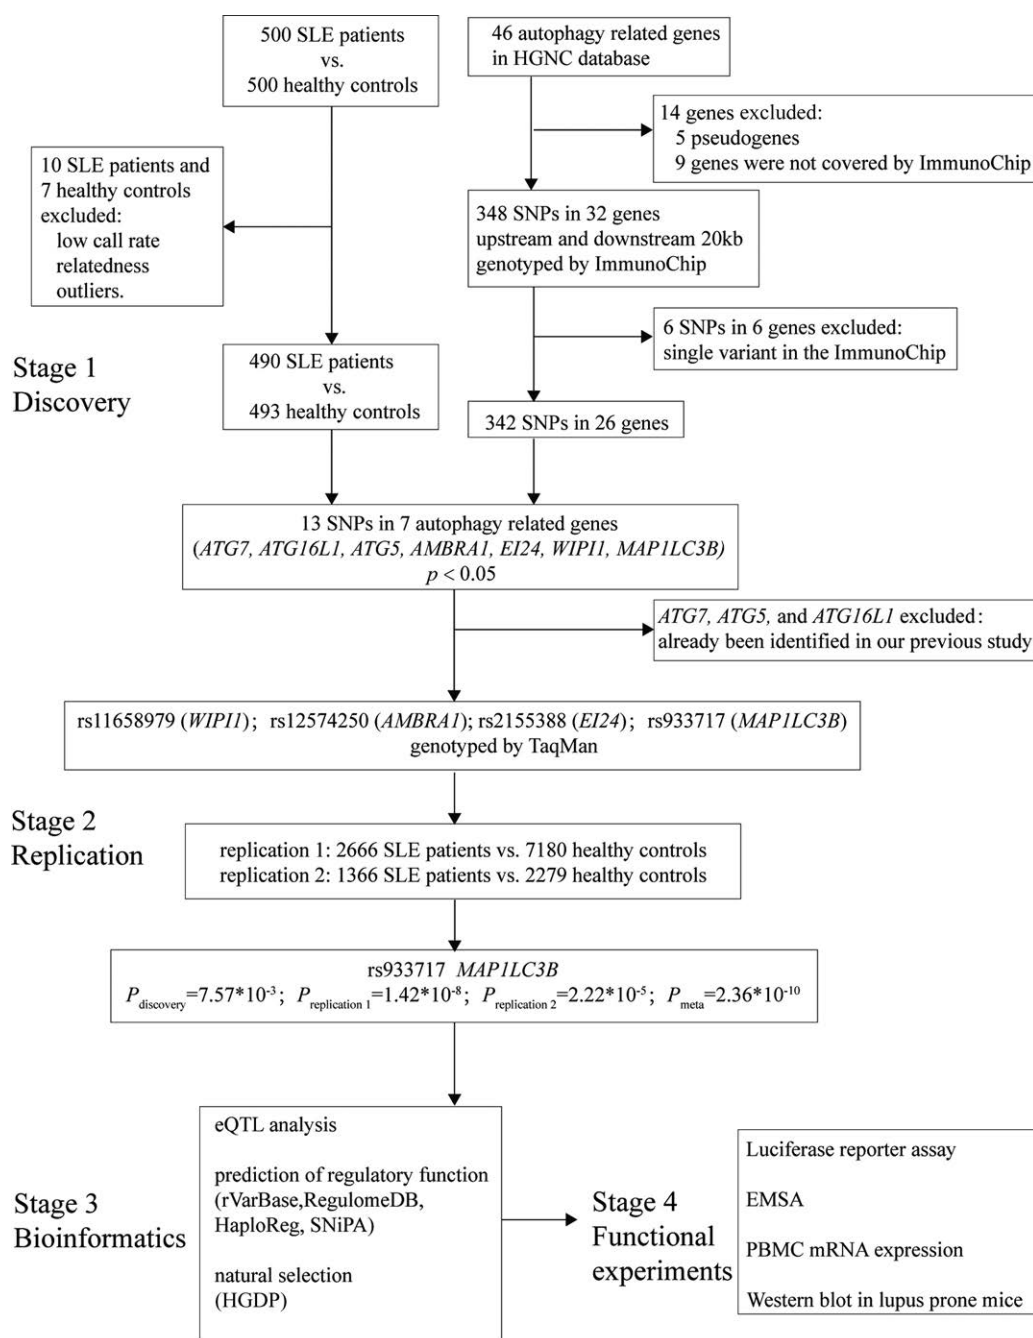 500 SLE patients
vs.
500 healthy controls
46 autophagy related genes
in HGNC database
14 genes excluded:
5 pseudogenes
9 genes were not covered by ImmunoChip
10 SLE patients and
7 healthy controls
excluded:
low call rate
relatedness
outliers.
348 SNPs in 32 genes
upstream and downstream 20kb
genotyped by ImmunoChip
6 SNPs in 6 genes excluded:
single variant in the ImmunoChip
Stage 1
Discovery
490 SLE patients
vs.
493 healthy controls
342 SNPs in 26 genes
13 SNPs in 7 autophagy related genes
(ATG7, ATG16L1, ATG5, AMBRA1, EI24, WIPI1, MAP1LC3B)
p < 0.05
ATG7, ATG5, and ATG16L1 excluded:
already been identified in our previous study
rs11658979 (WIPI1); rs12574250 (AMBRA1); rs2155388 (EI24); rs933717 (MAP1LC3B)
genotyped by TaqMan
Stage 2
Replication
replication 1: 2666 SLE patients vs. 7180 healthy controls
replication 2: 1366 SLE patients vs. 2279 healthy controls
rs933717 MAP1LC3B
P discovery=7.57*10-3; P replication 1=1.42*10-8; P replication 2=2.22*10-5; P meta=2.36*10-10
Stage 3
Bioinformatics
eQTL analysis
prediction of regulatory function
(rVarBase,RegulomeDB,
HaploReg, SNiPA)
natural selection
(HGDP)
Stage 4
Functional
experiments
Luciferase reporter assay
EMSA
PBMC mRNA expression
Western blot in lupus prone mice